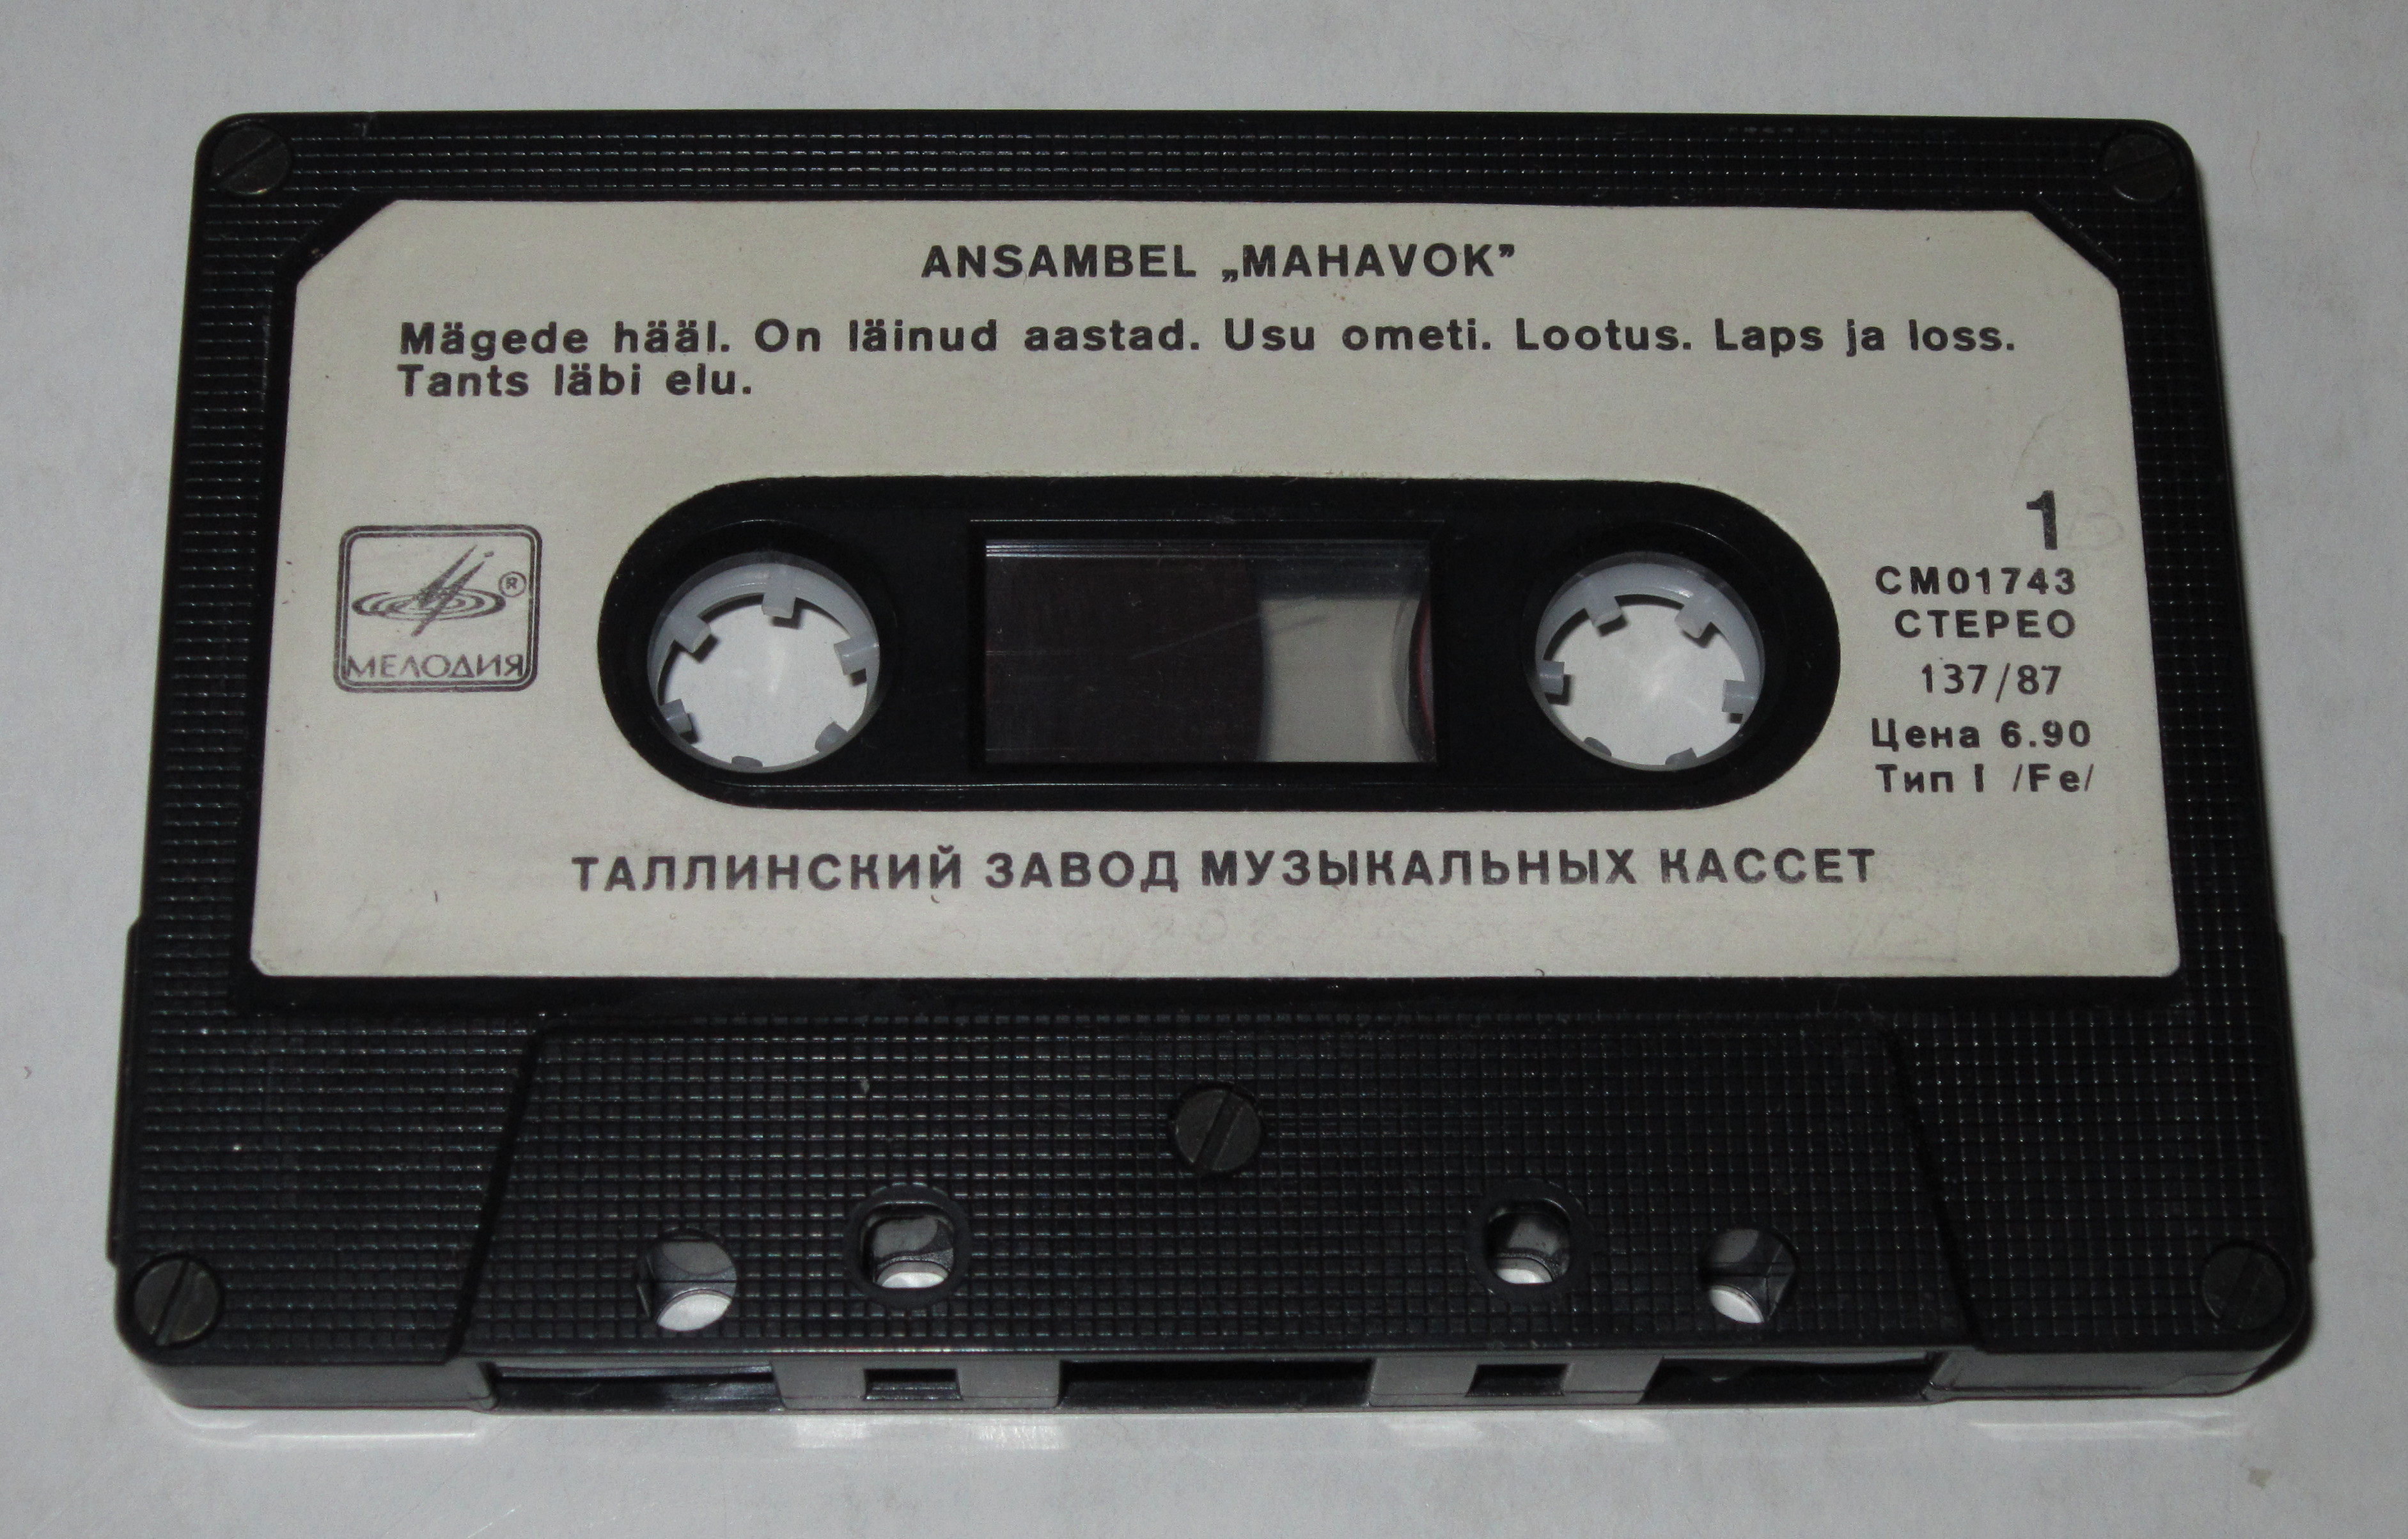 ANSAMBEL „MAHAVOK”
Mägede hääl. On läinud aastad. Usu ometi. Lootus. Laps ja loss.
Tants läbi elu.
1
®
МЕЛОДИЯ
СМ01743
СТЕРЕО
137/87
Цена 6.90
Тип I /Fe/
ТАЛЛИНСКИЙ ЗАВОД МУЗЫКАЛЬНЫХ КАССЕТ